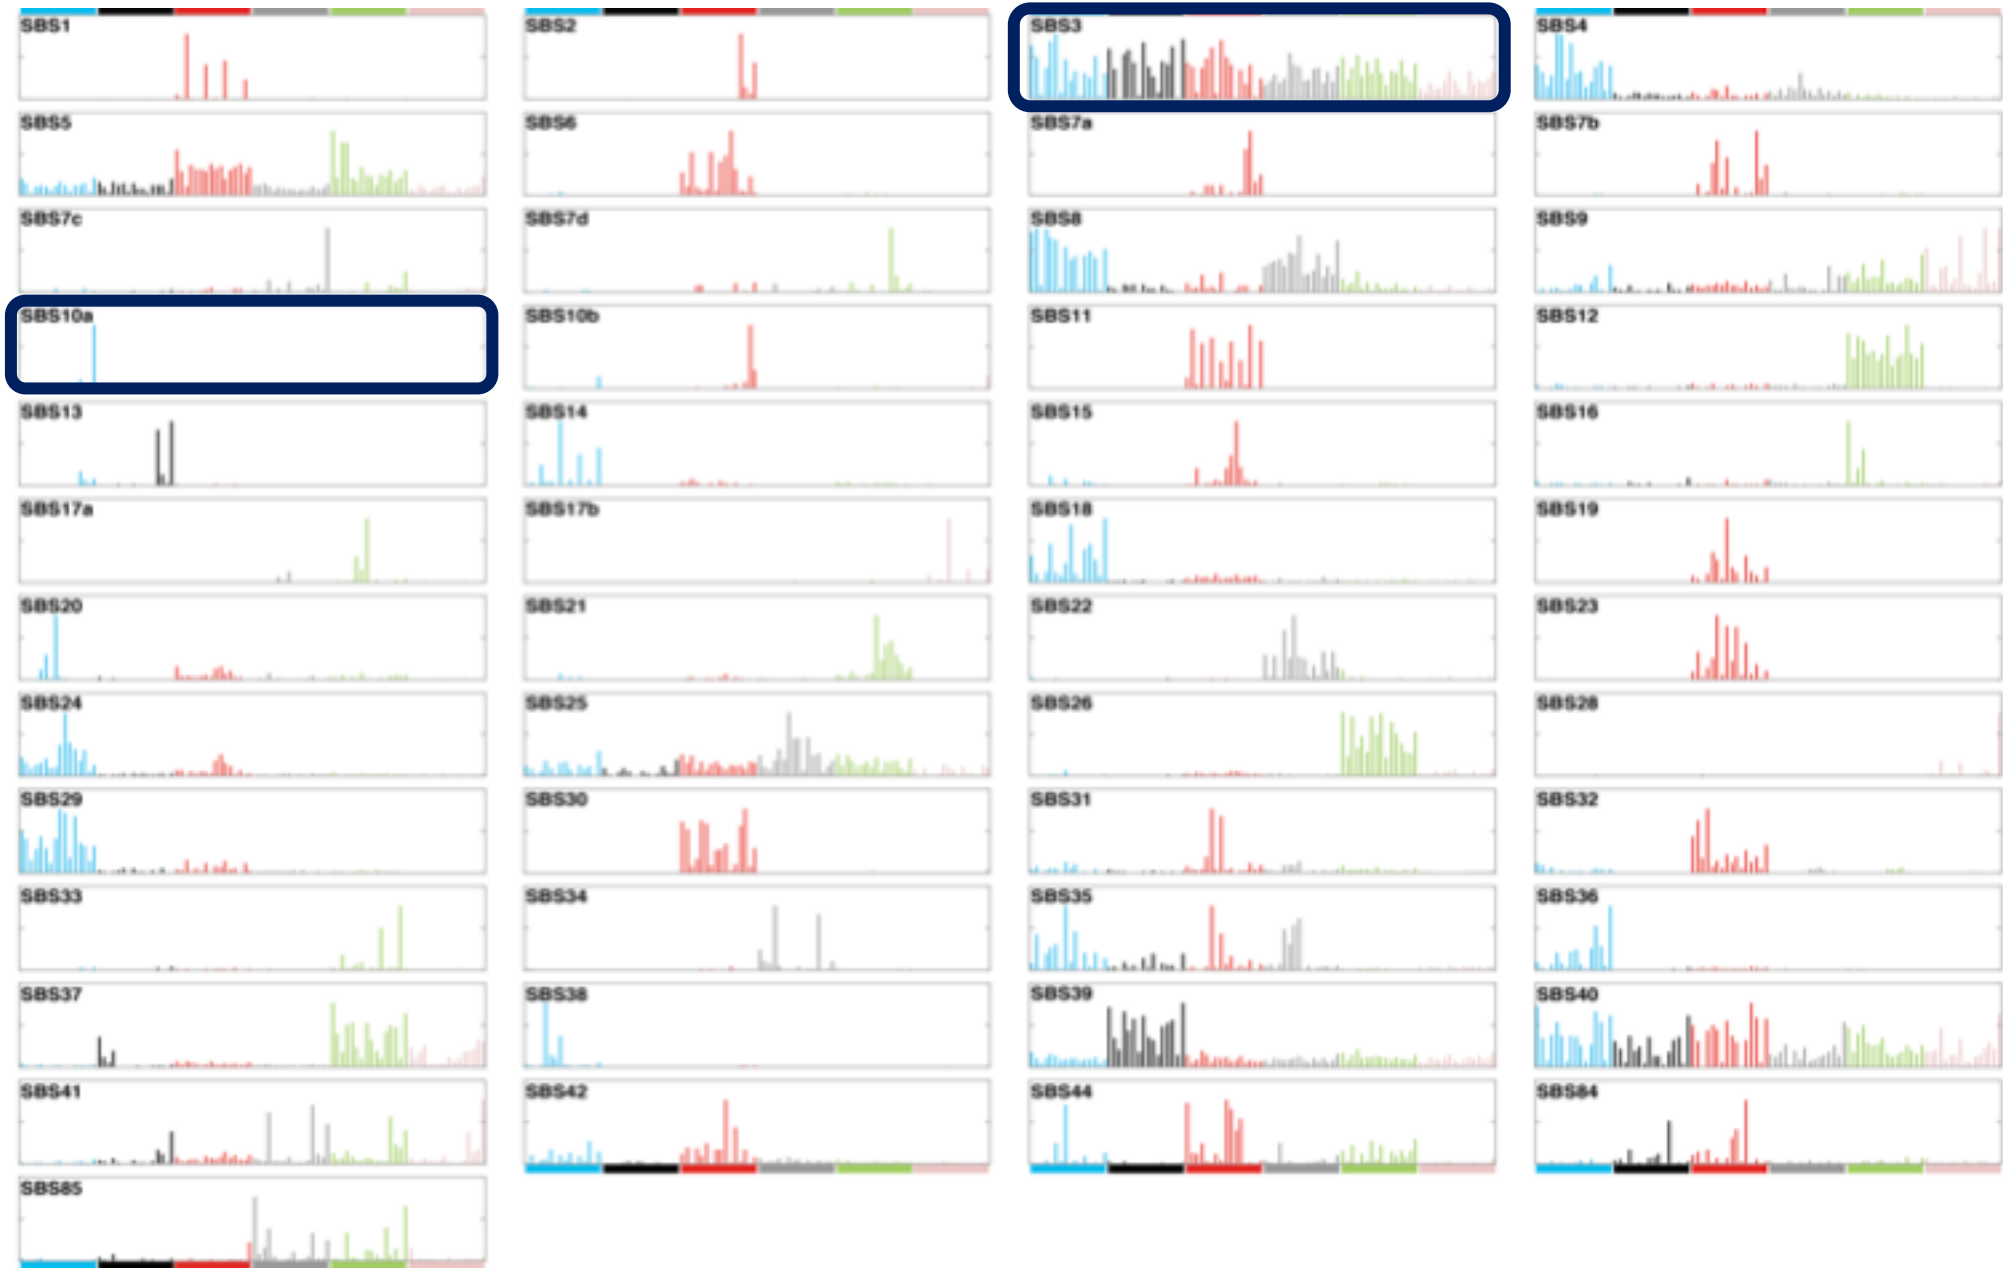 SBS1 SBS2 SBS3 SBS4
SBS5 SBS6 SBS7a SBS7b
SBS7c SBS7d SBS8 SBS9
SBS10a SBS10b SBS11 SBS12
SBS13 SBS14 SBS15 SBS16
SBS17a SBS17b SBS18 SBS19
SBS20 SBS21 SBS22 SBS23
SBS24 SBS25 SBS26 SBS28
SBS29 SBS30 SBS31 SBS32
SBS33 SBS34 SBS35 SBS36
SBS37 SBS38 SBS39 SBS40
SBS41 SBS42 SBS44 SBS84
SBS85